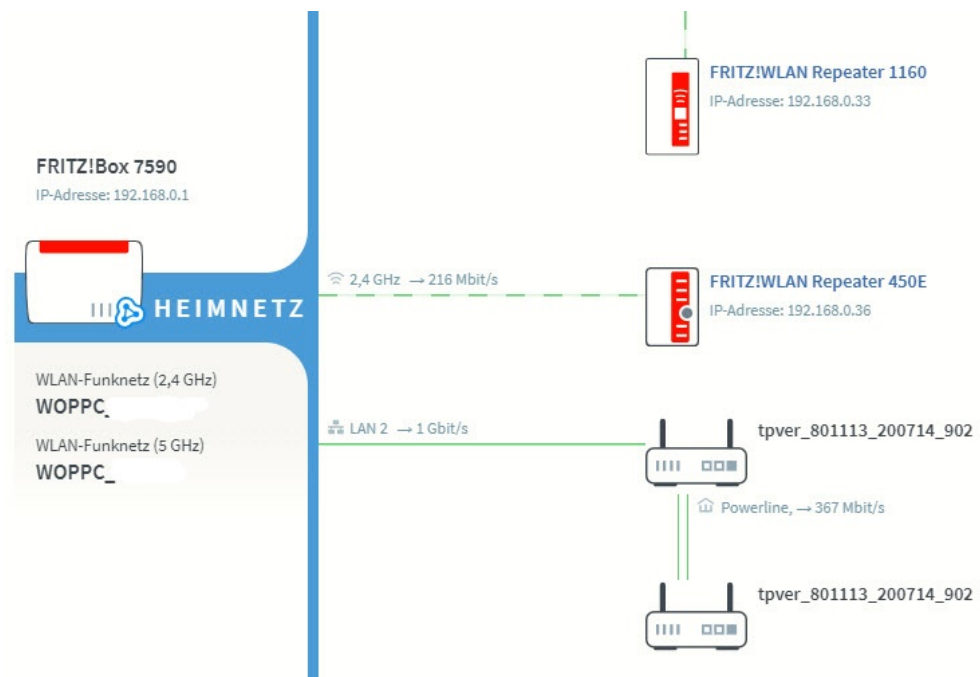 FRITZ!WLAN Repeater 1160
IP-Adresse: 192.168.0.33
FRITZ!Box 7590
IP-Adresse: 192.168.0.1
HEIMNETZ
2,4 GHz → 216 Mbit/s
FRITZ!WLAN Repeater 450E
IP-Adresse: 192.168.0.36
WLAN-Funknetz (2,4 GHz)
WOPPC_
LAN 2 → 1 Gbit/s
tpver_801113_200714_902
WLAN-Funknetz (5 GHz)
WOPPC_
Powerline, → 367 Mbit/s
tpver_801113_200714_902